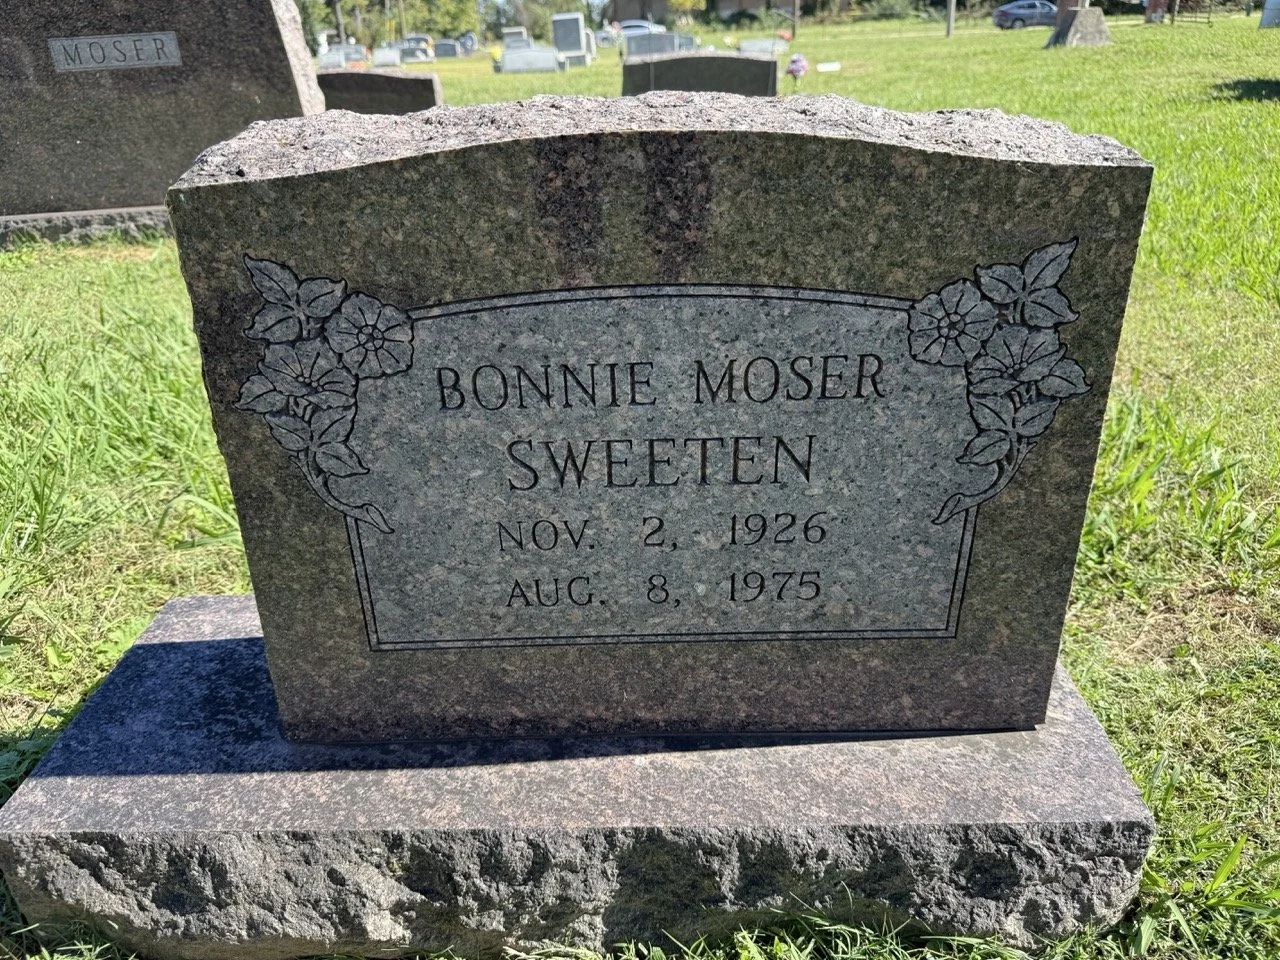 MOSER
BONNIE MOSER
SWEETEN
NOV. 2, 1926
AUG. 8, 1975